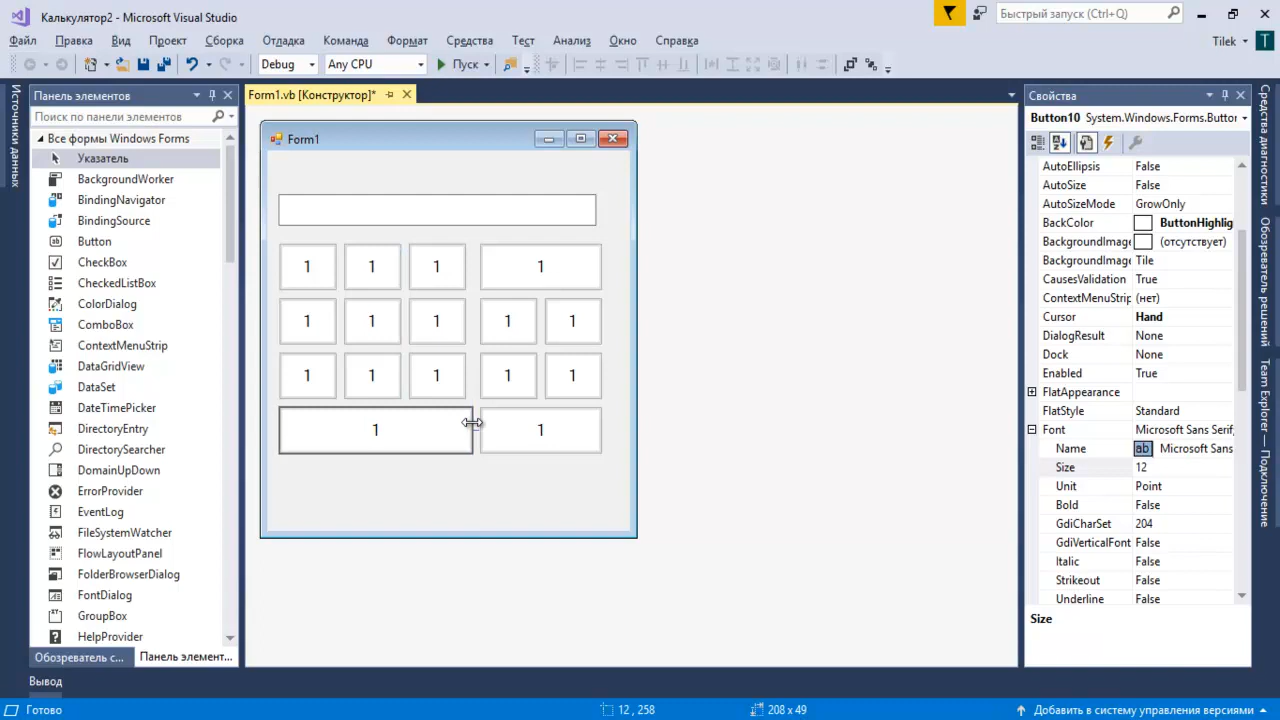 Калькулятор2 - Microsoft Visual Studio
Быстрый запуск (Ctrl+Q)
Файл Правка Вид Проект Сборка Отладка Команда Формат Средства Тест Анализ Окно Справка
Tilek
T
Debug Any CPU Пуск
Источники данных
Панель элементов
Поиск по панели элементов
Все формы Windows Forms
Указатель
BackgroundWorker
BindingNavigator
BindingSource
Button
CheckBox
CheckedListBox
ColorDialog
ComboBox
ContextMenuStrip
DataGridView
DataSet
DateTimePicker
DirectoryEntry
DirectorySearcher
DomainUpDown
ErrorProvider
EventLog
FileSystemWatcher
FlowLayoutPanel
FolderBrowserDialog
FontDialog
GroupBox
HelpProvider
Обозреватель с... Панель элемент...
Form1.vb [Конструктор]*
Form1
1 1 1 1
1 1 1 1 1
1 1 1 1 1
1 1
Свойства
Button10 System.Windows.Forms.Buttor
AutoEllipsis False
AutoSize False
AutoSizeMode GrowOnly
BackColor ButtonHighlig
BackgroundImage (отсутствует)
BackgroundImage Tile
CausesValidation True
ContextMenuStrip (нет)
Cursor Hand
DialogResult None
Dock None
Enabled True
FlatAppearance
FlatStyle Standard
Font Microsoft Sans Serif,
Name ab Microsoft Sans
Size 12
Unit Point
Bold False
GdiCharSet 204
GdiVerticalFont False
Italic False
Strikeout False
Underline False
Size
Средства диагностики
Обозреватель решений
Team Explorer - Подключение
Вывод
Готово 12 , 258 208 x 49 Добавить в систему управления версиями